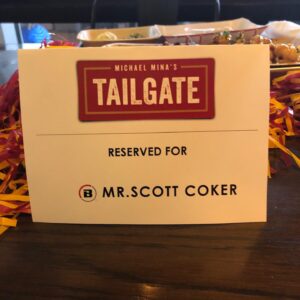 MICHAEL MINA'S
TAILGATE
RESERVED FOR
B MR.SCOTT COKER